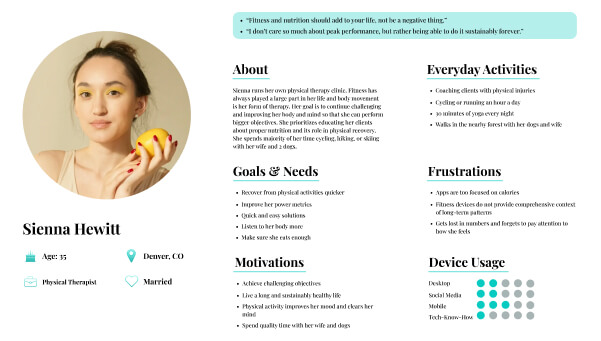 • “Fitness and nutrition should add to your life, not be a negative thing.”
• “I don't care so much about peak performance, but rather being able to do it sustainably forever.”
About
Sienna runs her own physical therapy clinic. Fitness has
always played a large part in her life and body movement
is her form of therapy. Her goal is to continue challenging
and improving her body and mind so that she can perform
bigger objectives. She prioritizes educating her clients
about proper nutrition and its role in physical recovery.
She spends majority of her time cycling, hiking, or skiing
with her wife and 2 dogs.
Everyday Activities
• Coaching clients with physical injuries
• Cycling or running an hour a day
• 30 minutes of yoga every night
• Walks in the nearby forest with her dogs and wife
Goals & Needs
• Recover from physical activities quicker
• Improve her power metrics
• Quick and easy solutions
• Listen to her body more
• Make sure she eats enough
Frustrations
• Apps are too focused on calories
• Fitness devices do not provide comprehensive context
of long-term patterns
• Gets lost in numbers and forgets to pay attention to
how she feels
Sienna Hewitt
Age: 35
Denver, CO
Physical Therapist
Married
Motivations
• Achieve challenging objectives
• Live a long and sustainably healthy life
• Physical activity improves her mood and clears her
mind
• Spend quality time with her wife and dogs
Device Usage
Desktop
Social Media
Mobile
Tech-Know-How